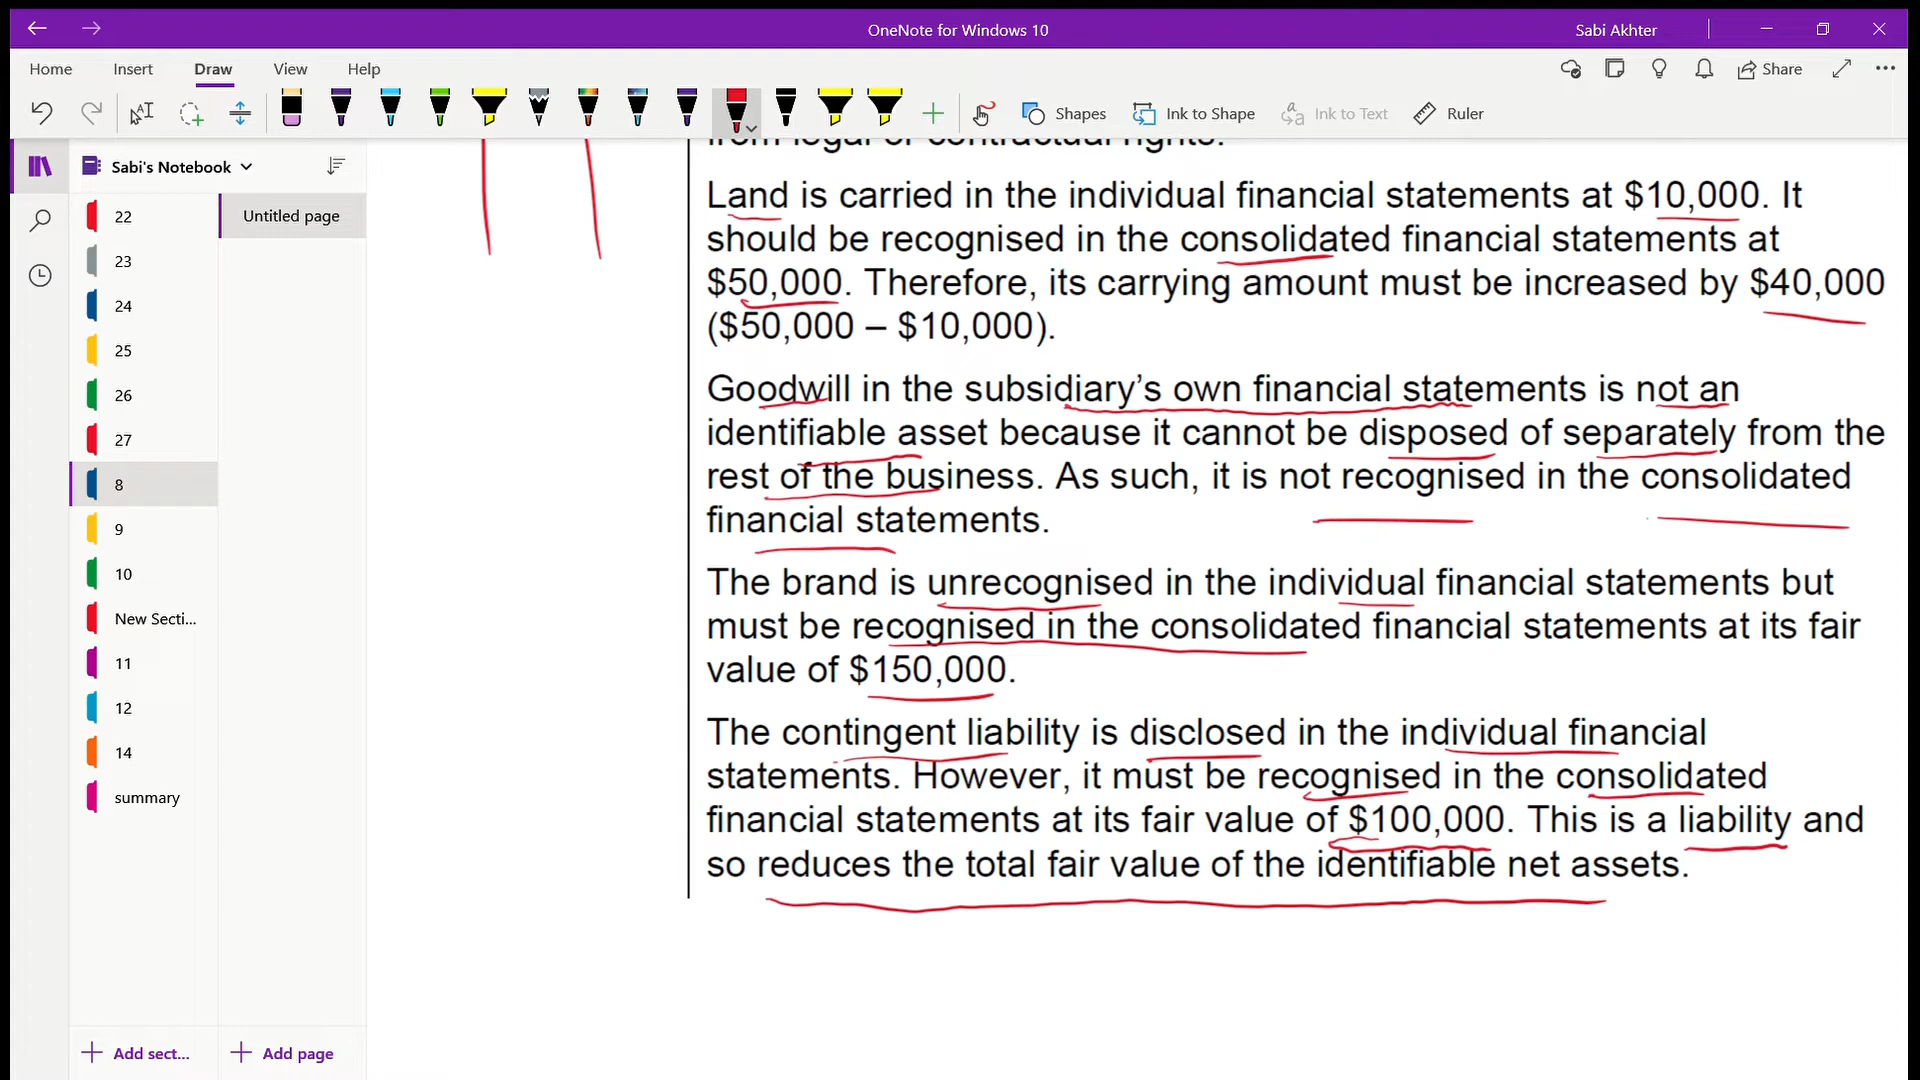 OneNote for Windows 10
Sabi Akhter
Home Insert Draw View Help
Share
Shapes Ink to Shape Ink to Text Ruler
Sabi's Notebook
22
23
24
25
26
27
8
9
10
New Secti...
11
12
14
summary
Add sect...
Untitled page
Add page
from legal or contractual rights.
Land is carried in the individual financial statements at $10,000. It
should be recognised in the consolidated financial statements at
$50,000. Therefore, its carrying amount must be increased by $40,000
($50,000 – $10,000).
Goodwill in the subsidiary's own financial statements is not an
identifiable asset because it cannot be disposed of separately from the
rest of the business. As such, it is not recognised in the consolidated
financial statements.
The brand is unrecognised in the individual financial statements but
must be recognised in the consolidated financial statements at its fair
value of $150,000.
The contingent liability is disclosed in the individual financial
statements. However, it must be recognised in the consolidated
financial statements at its fair value of $100,000. This is a liability and
so reduces the total fair value of the identifiable net assets.